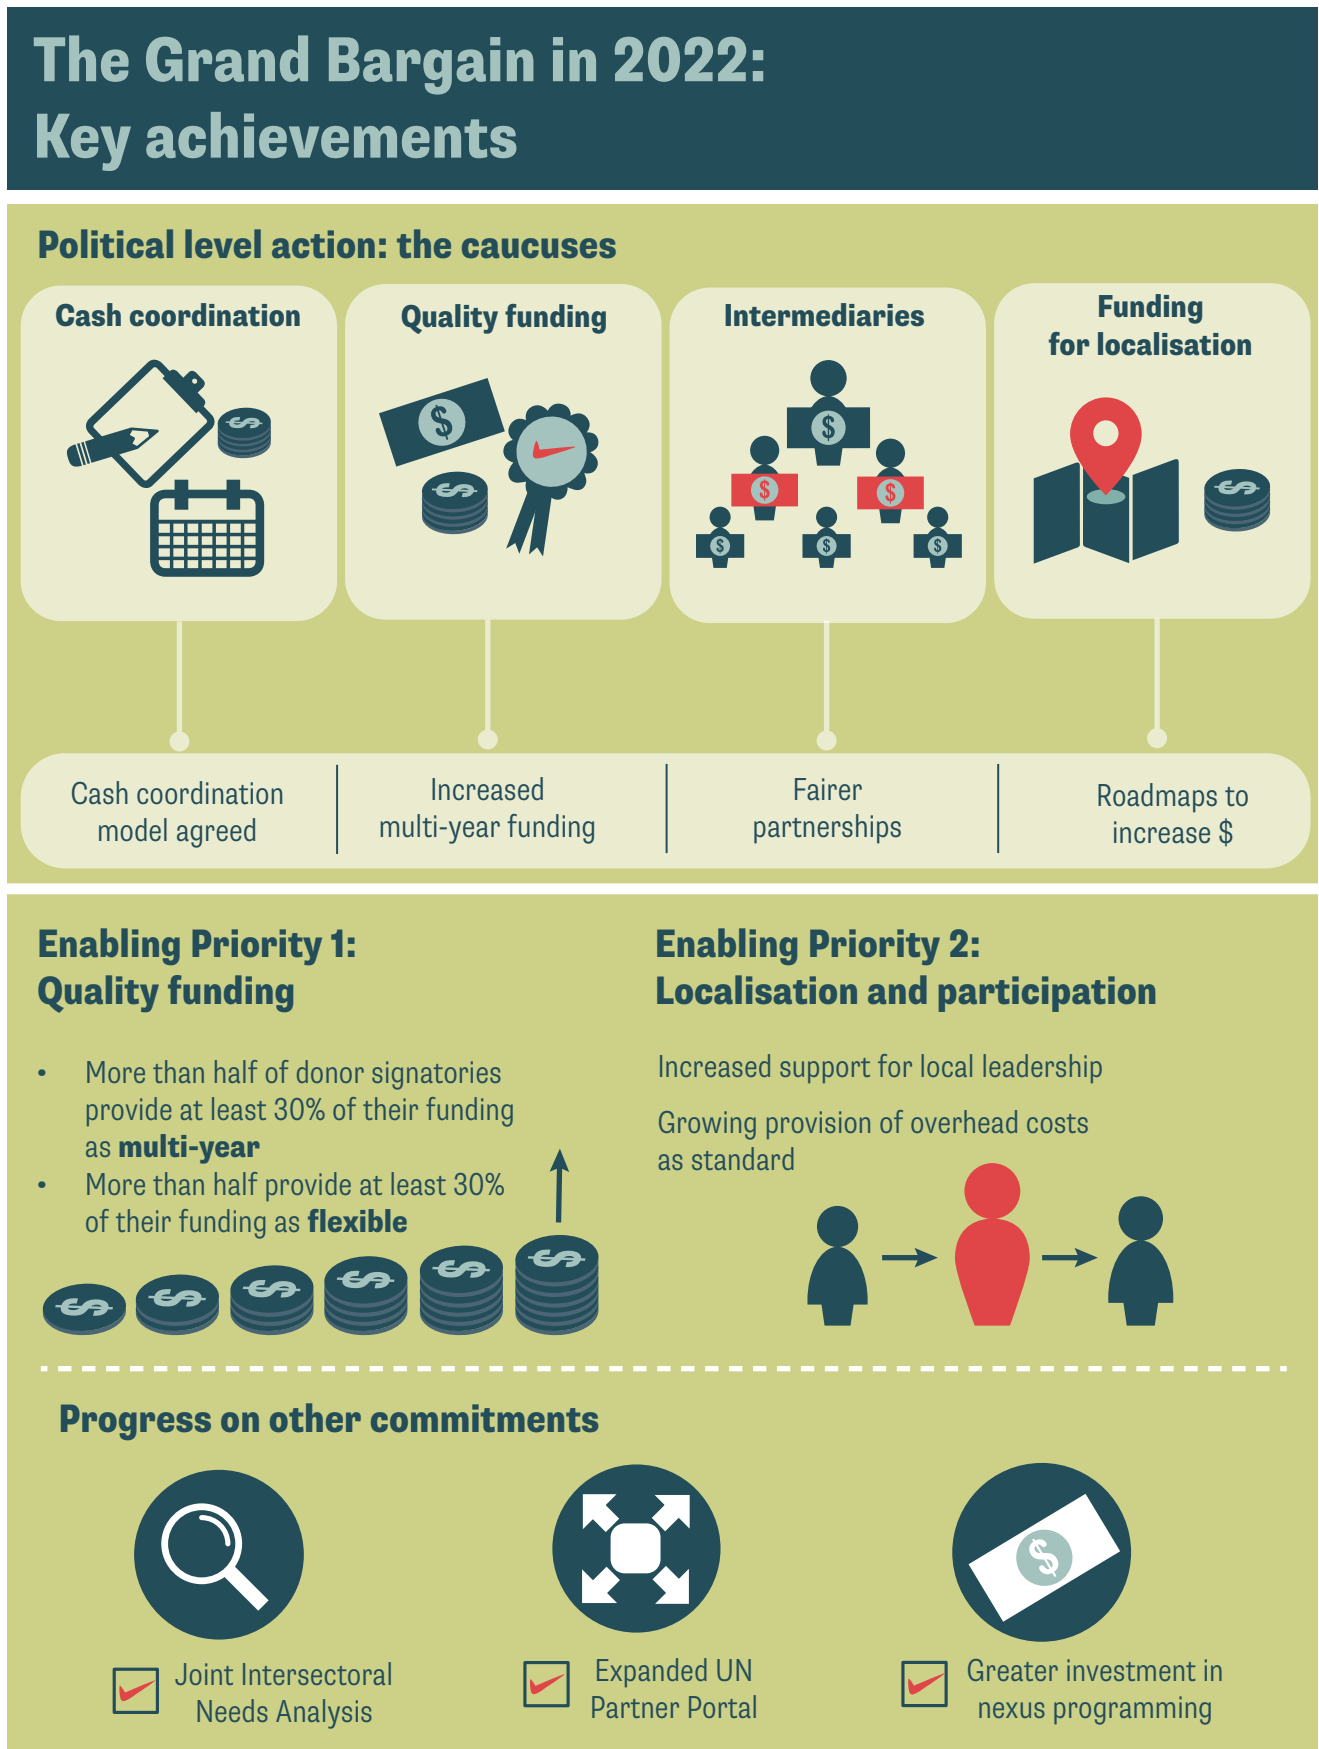 The Grand Bargain in 2022:
Key achievements
Political level action: the caucuses
Cash coordination
Quality funding
Intermediaries
Funding
for localisation
$
$
$
$
$
$
$
$
$
$
Cash coordination
model agreed
Increased
multi-year funding
Fairer
partnerships
Roadmaps to
increase $
Enabling Priority 1:
Quality funding
• More than half of donor signatories
provide at least 30% of their funding
as multi-year
• More than half provide at least 30%
of their funding as flexible
$ $ $ $ $ $
Enabling Priority 2:
Localisation and participation
Increased support for local leadership
Growing provision of overhead costs
as standard
Progress on other commitments
$
Joint Intersectoral
Needs Analysis
Expanded UN
Partner Portal
Greater investment in
nexus programming